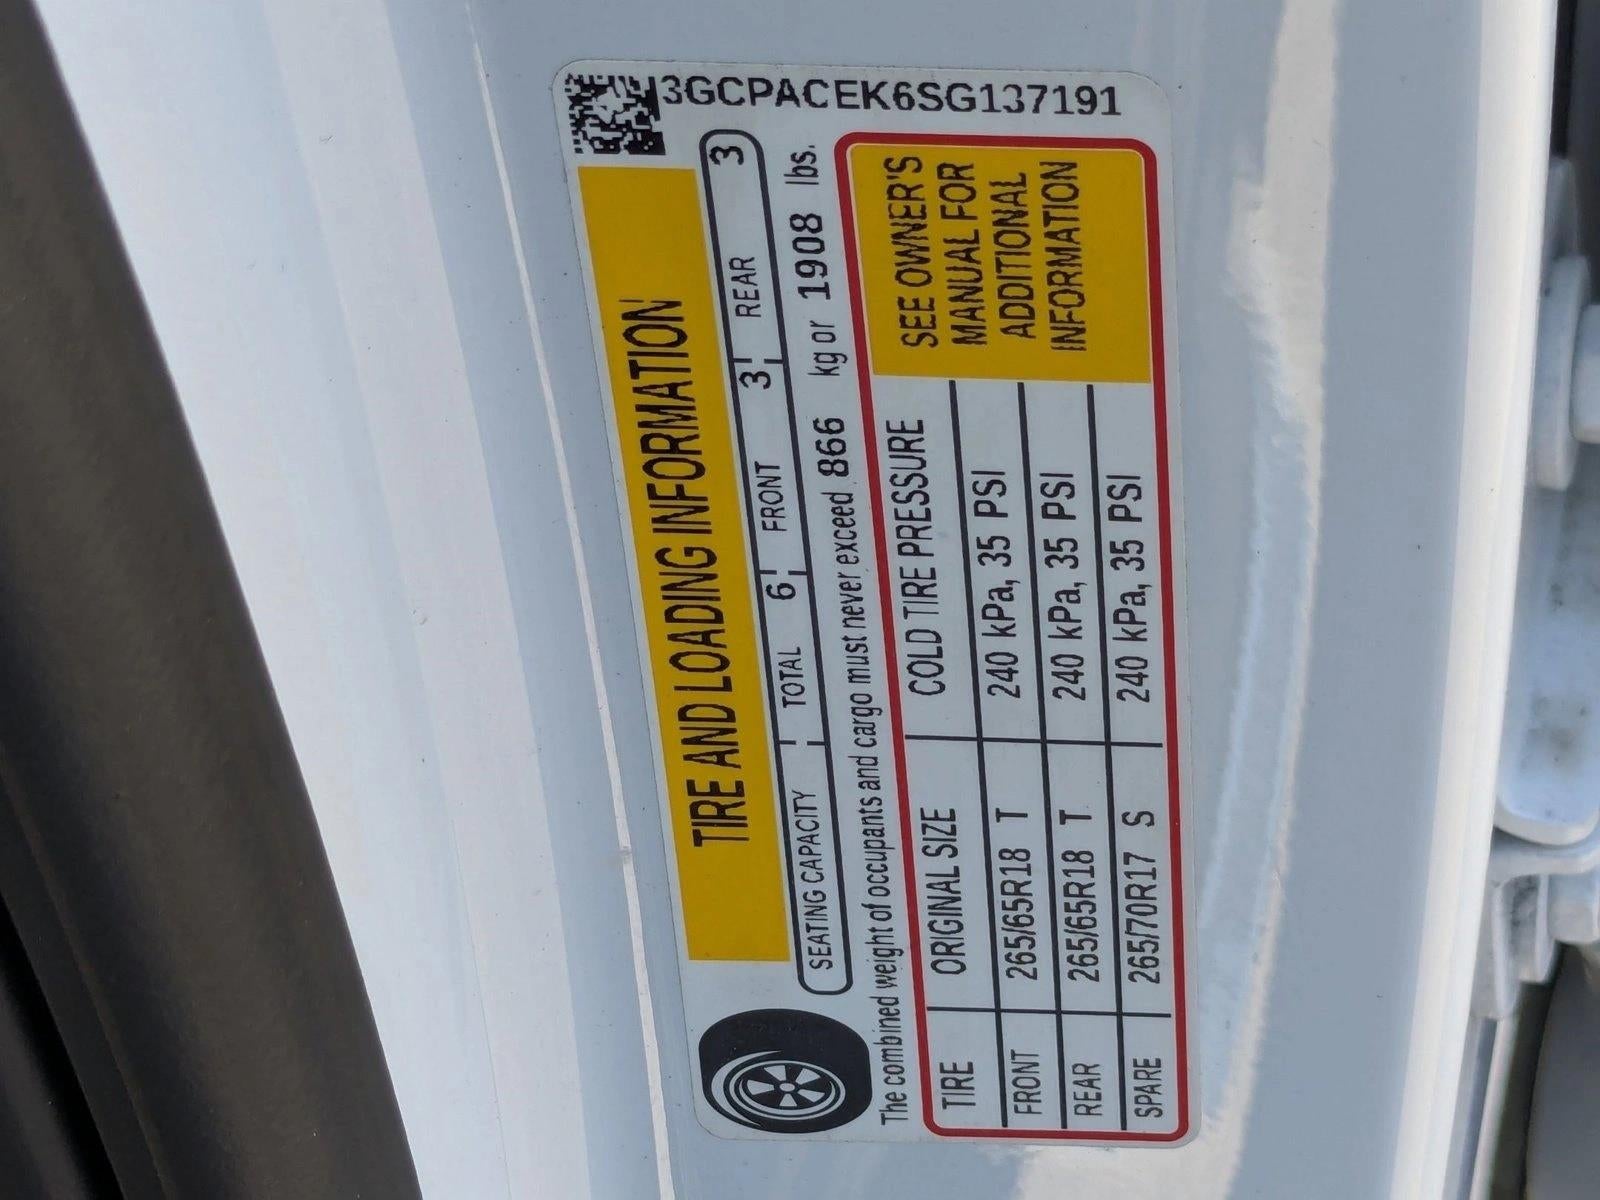 3GCPACEK6SG137191
TIRE AND LOADING INFORMATION
SEATING CAPACITY TOTAL 6 FRONT 3 REAR 3
The combined weight of occupants and cargo must never exceed 866 kg or 1908 lbs.
TIRE ORIGINAL SIZE COLD TIRE PRESSURE
FRONT 265/65R18 T 240 kPa, 35 PSI
REAR 265/65R18 T 240 kPa, 35 PSI
SPARE 265/70R17 S 240 kPa, 35 PSI
SEE OWNER'S
MANUAL FOR
ADDITIONAL
INFORMATION